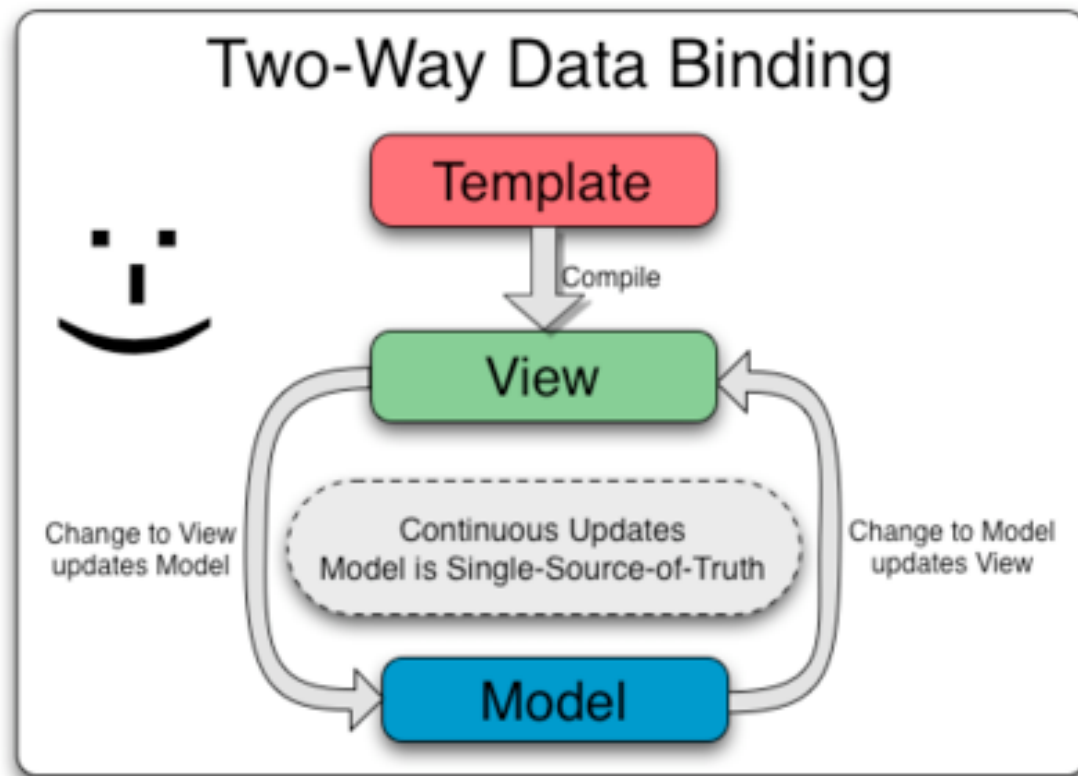 Two-Way Data Binding
Template
Compile
View
Change to View
updates Model
Continuous Updates
Model is Single-Source-of-Truth
Change to Model
updates View
Model